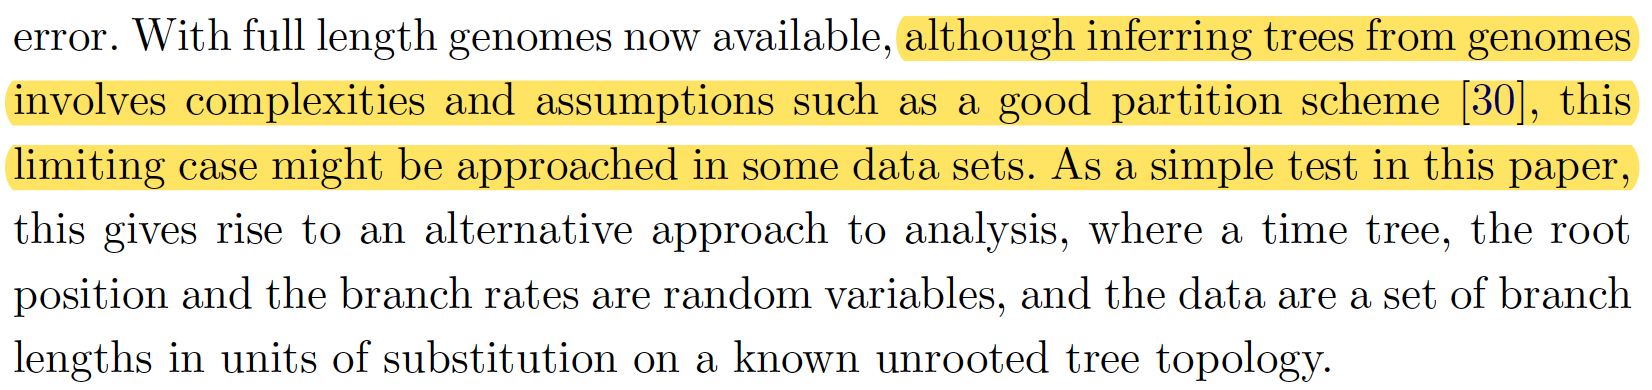 error. With full length genomes now available, although inferring trees from genomes
involves complexities and assumptions such as a good partition scheme [30], this
limiting case might be approached in some data sets. As a simple test in this paper,
this gives rise to an alternative approach to analysis, where a time tree, the root
position and the branch rates are random variables, and the data are a set of branch
lengths in units of substitution on a known unrooted tree topology.